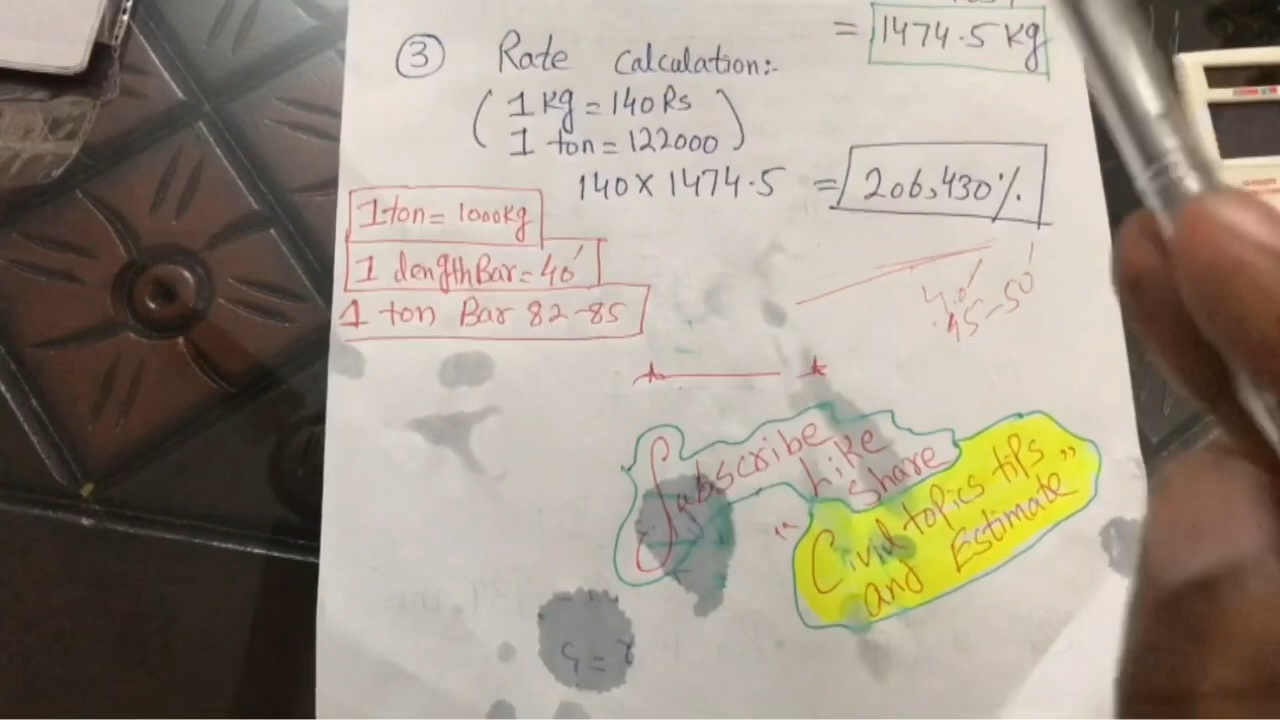 = 1474.5 kg
③ Rate Calculation:-
( 1 kg = 140 Rs
1 ton = 122000 )
140 x 1474.5 = 206,430%
1 ton = 1000kg
1 length Bar = 40'
1 ton Bar 82-85
40'
45-50'
Subscribe
Like
Share
"Civil topics tips
and Estimate"